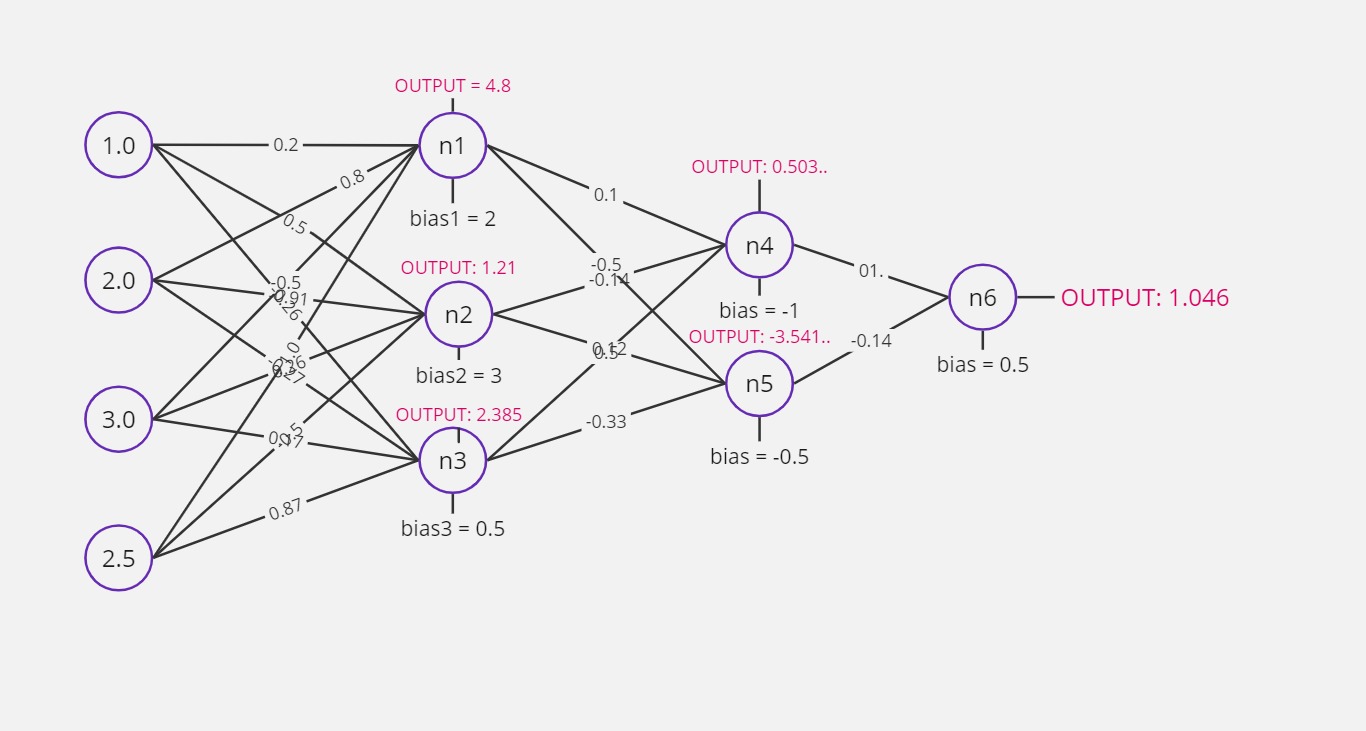 OUTPUT = 4.8
1.0
0.2
n1
0.8
0.1
OUTPUT: 0.503..
bias1 = 2
0.5
n4
-0.5
OUTPUT: 1.21
01.
2.0
-0.5
-0.14
n6
OUTPUT: 1.046
-0.91
bias = -1
n2
OUTPUT: -3.541..
-0.14
1.0
0.12
0.5
bias = 0.5
bias2 = 3
n5
-0.27
OUTPUT: 2.385
3.0
-0.33
0.17
-0.5
bias = -0.5
n3
0.87
bias3 = 0.5
2.5